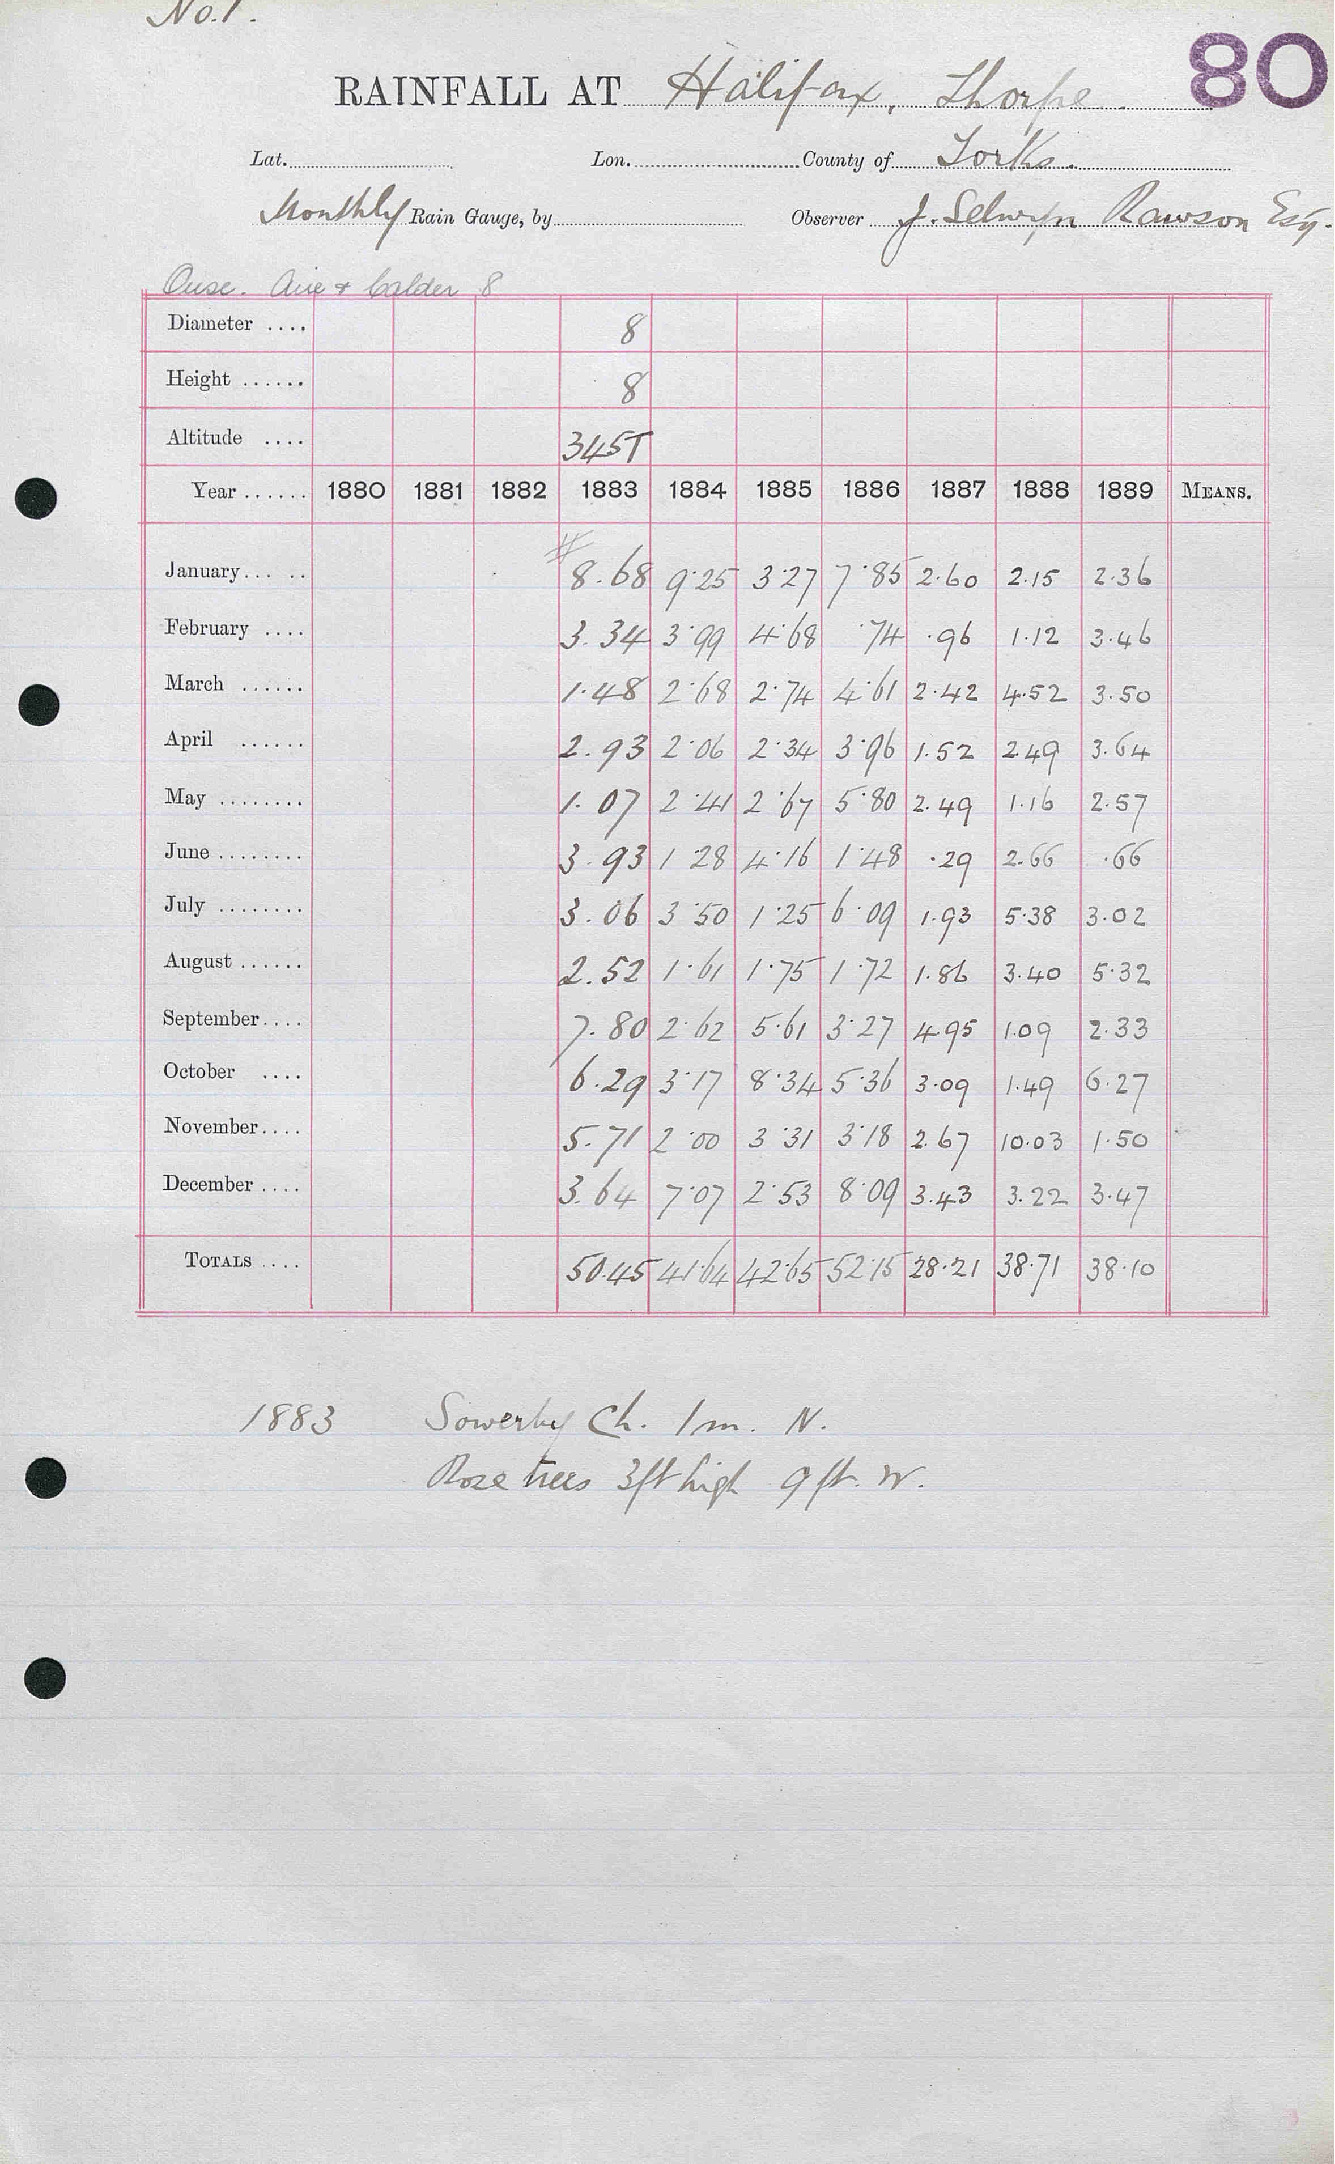 No. 1.
80
RAINFALL AT Halifax, Thorpe.
Lat. Lon. County of Yorks.
Monthly Rain Gauge, by Observer J. Selwyn Rawson Esq.
Ouse. Aire & Calder 8
Diameter .... 8
Height ...... 8
Altitude .... 345T
Year ...... 1880 1881 1882 1883 1884 1885 1886 1887 1888 1889 MEANS.
#
January... .. 8.68 9.25 3.27 7.85 2.60 2.15 2.36
February .... 3.34 3.99 4.68 .74 .96 1.12 3.46
March ...... 1.48 2.68 2.74 4.61 2.42 4.52 3.50
April ...... 2.93 2.06 2.34 3.96 1.52 2.49 3.64
May ........ 1.07 2.41 2.67 5.80 2.49 1.16 2.57
June ........ 3.93 1.28 4.16 1.48 .29 2.66 .66
July ........ 3.06 3.50 1.25 6.09 1.93 5.38 3.02
August ...... 2.52 1.61 1.75 1.72 1.86 3.40 5.32
September.... 7.80 2.62 5.61 3.27 4.95 1.09 2.33
October .... 6.29 3.17 8.34 5.36 3.09 1.49 6.27
November.... 5.71 2.00 3.31 3.18 2.67 10.03 1.50
December .... 3.64 7.07 2.53 8.09 3.43 3.22 3.47
TOTALS .... 50.45 41.64 42.65 52.15 28.21 38.71 38.10
1883 Sowerby Ch. 1 m. N.
Rose trees 3ft high 9 ft. W.